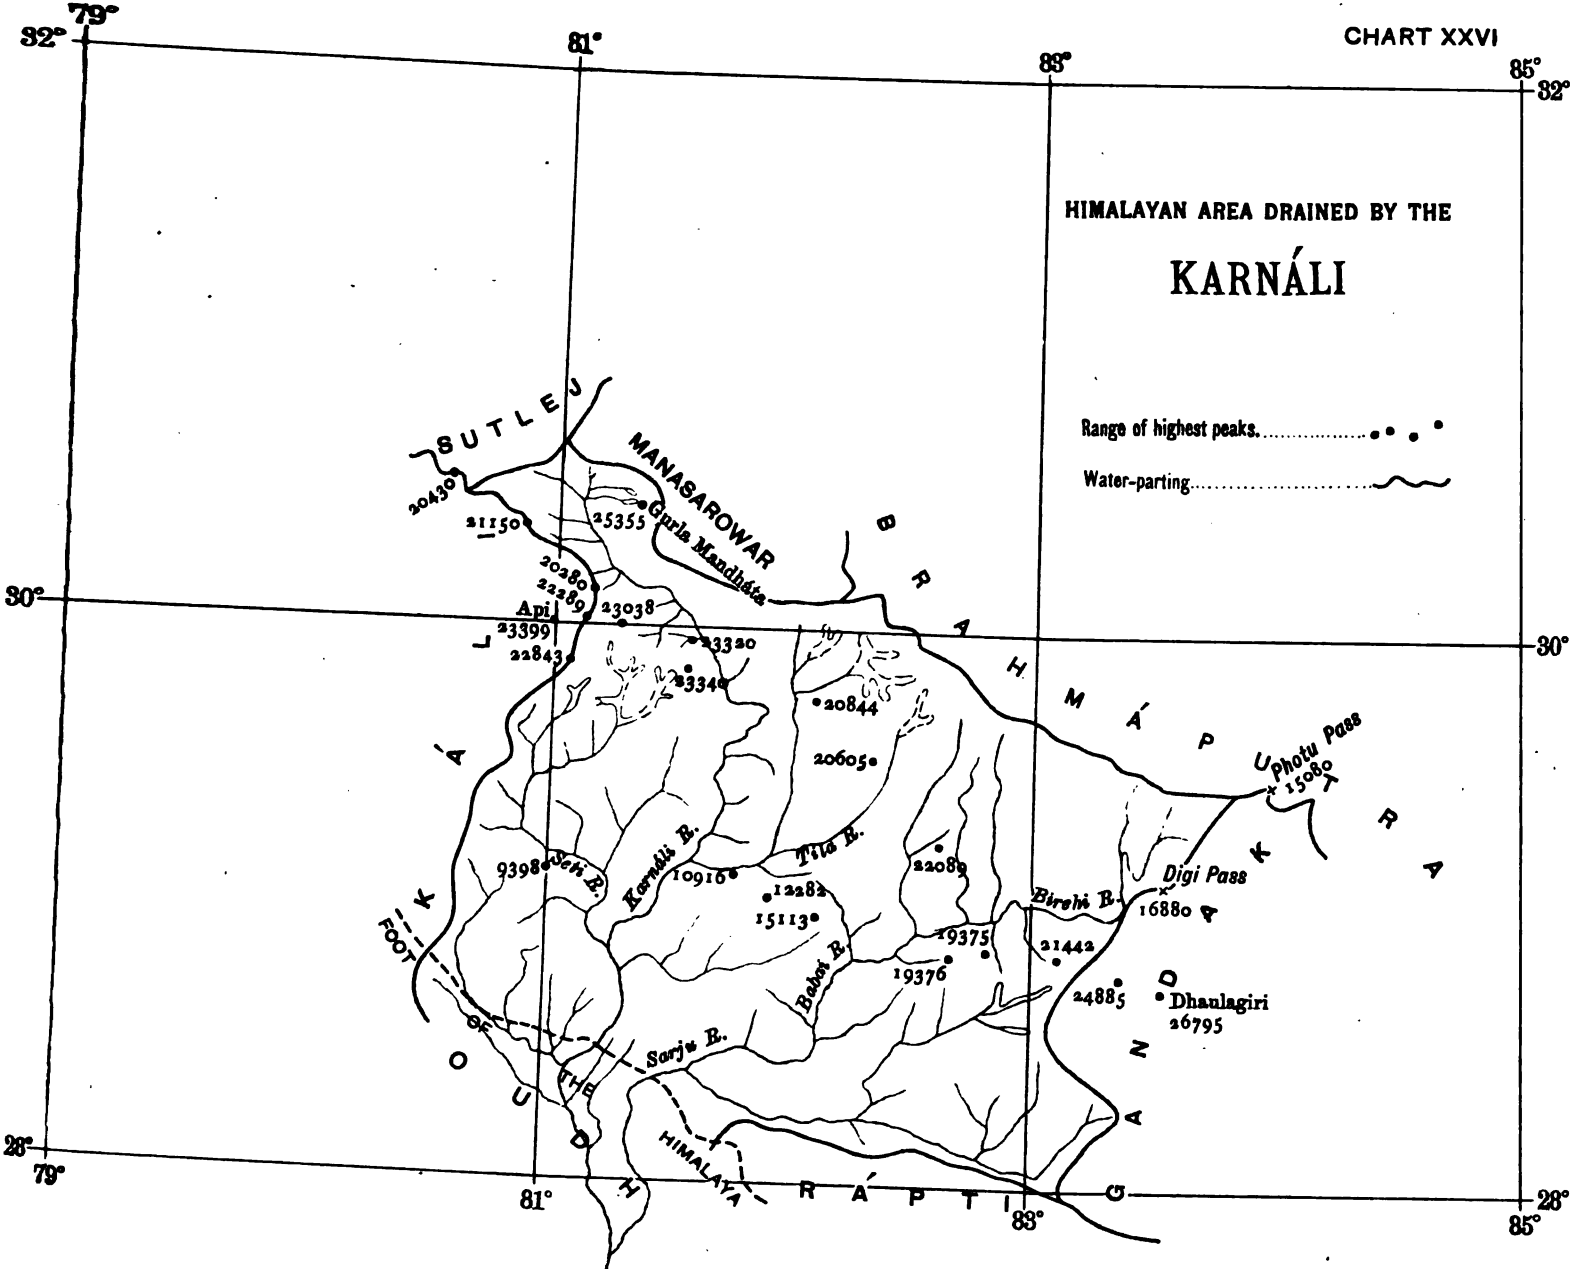 79°
32°
81°
83°
85°
32°
CHART XXVI
HIMALAYAN AREA DRAINED BY THE
KARNÁLI
Range of highest peaks
Water-parting
SUTLEJ
MANASAROWAR
BRAHMÁPUTRA
20430
21150
25355
Gurla Mandháta
20280
22289
30°
Api
23399
23038
22843
23320
2334
30°
20844
20605
Photu Pass
15080
KÁLI
9398
Seti R.
Karnáli R.
Tila R.
10916
12282
15113
22089
Birehi R.
Digi Pass
16880
FOOT OF THE HIMALAYA
19375
21442
19376
Babai R.
24885
Dhaulagiri
26795
GANDAK
Sarju R.
OUDH
RÁPTI
28°
79°
81°
83°
28°
85°